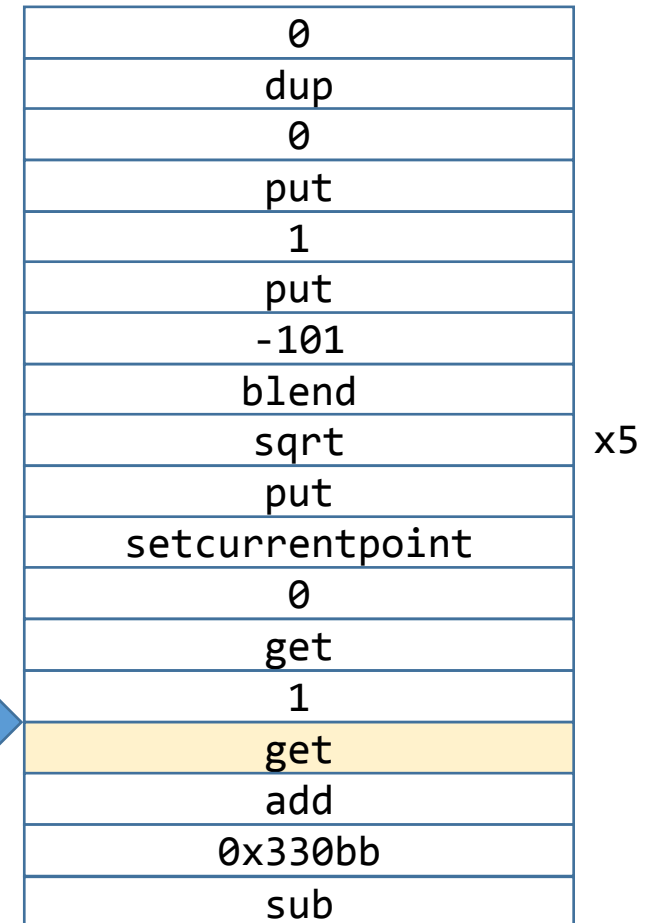 0
dup
0
put
1
put
-101
blend
sqrt x5
put
setcurrentpoint
0
get
1
get
add
0x330bb
sub